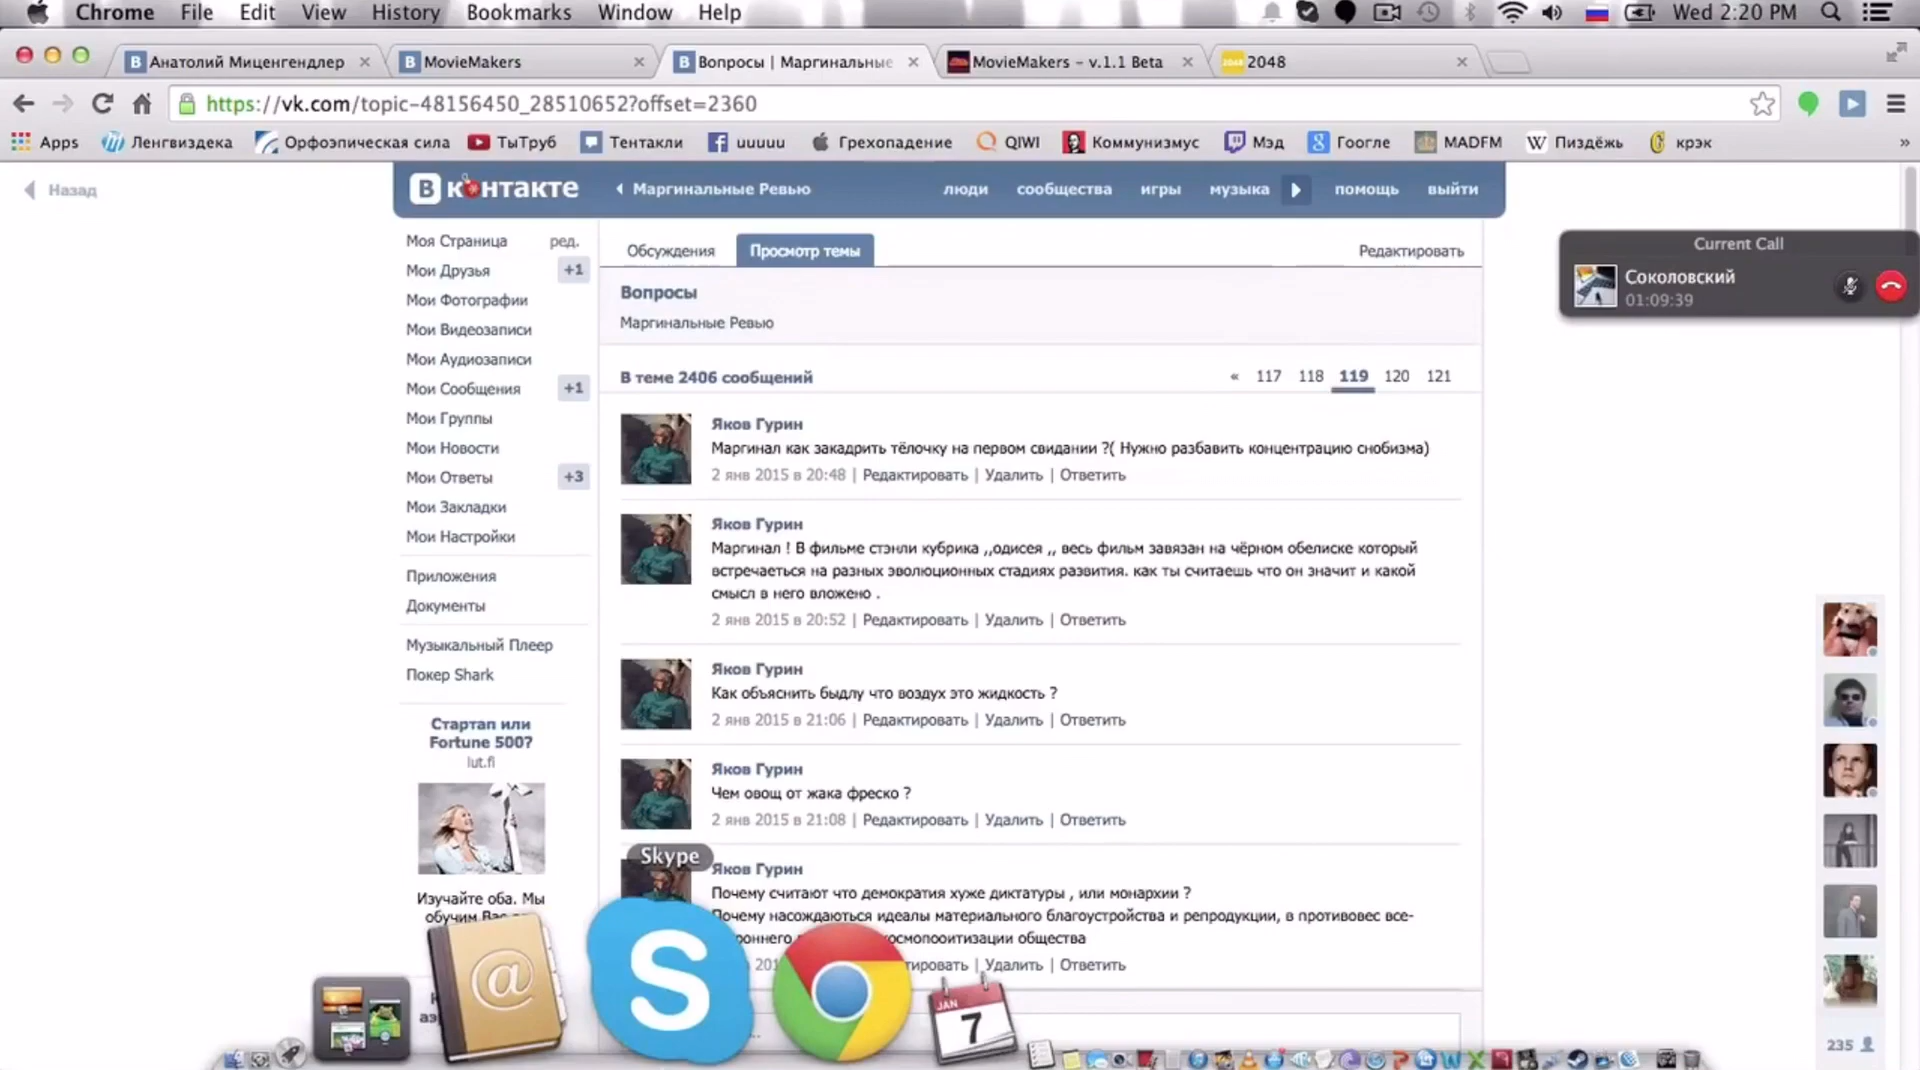 Chrome File Edit View History Bookmarks Window Help Wed 2:20 PM
Анатолий Миценгендлер MovieMakers Вопросы | Маргинальные MovieMakers – v.1.1 Beta 2048
https://vk.com/topic-48156450_28510652?offset=2360
Apps Ленгвиздека Орфоэпическая сила ТыТруб Тентакли uuuuu Грехопадение QIWI Коммунизмус Мэд Гоогле MADFM Пиздёжь крэк »
Назад
В контакте Маргинальные Ревью люди сообщества игры музыка помощь выйти
Current Call
Соколовский
01:09:39
Моя Страница ред.
Мои Друзья +1
Мои Фотографии
Мои Видеозаписи
Мои Аудиозаписи
Мои Сообщения +1
Мои Группы
Мои Новости
Мои Ответы +3
Мои Закладки
Мои Настройки
Приложения
Документы
Музыкальный Плеер
Покер Shark
Стартап или
Fortune 500?
lut.fi
Изучайте оба. Мы
обучим Вас
Обсуждения Просмотр темы Редактировать
Вопросы
Маргинальные Ревью
В теме 2406 сообщений « 117 118 119 120 121
Яков Гурин
Маргинал как закадрить тёлочку на первом свидании ?( Нужно разбавить концентрацию снобизма)
2 янв 2015 в 20:48 | Редактировать | Удалить | Ответить
Яков Гурин
Маргинал ! В фильме стэнли кубрика ,,одисея ,, весь фильм завязан на чёрном обелиске который
встречаеться на разных эволюционных стадиях развития. как ты считаешь что он значит и какой
смысл в него вложено .
2 янв 2015 в 20:52 | Редактировать | Удалить | Ответить
Яков Гурин
Как объяснить быдлу что воздух это жидкость ?
2 янв 2015 в 21:06 | Редактировать | Удалить | Ответить
Яков Гурин
Чем овощ от жака фреско ?
2 янв 2015 в 21:08 | Редактировать | Удалить | Ответить
Skype
Яков Гурин
Почему считают что демократия хуже диктатуры , или монархии ?
Почему насождаються идеалы материального благоустройства и репродукции, в противовес все-
роннего космопооитизации общества
201 тировать | Удалить | Ответить
JAN
7
235